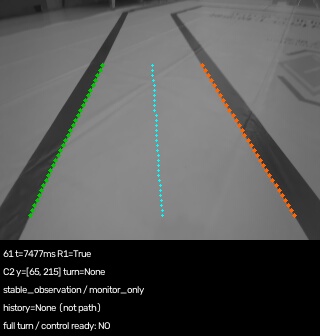 61 t=7477ms R1=True
C2 y=[65, 215] turn=None
stable_observation / monitor_only
history=None (not path)
full turn / control ready: NO